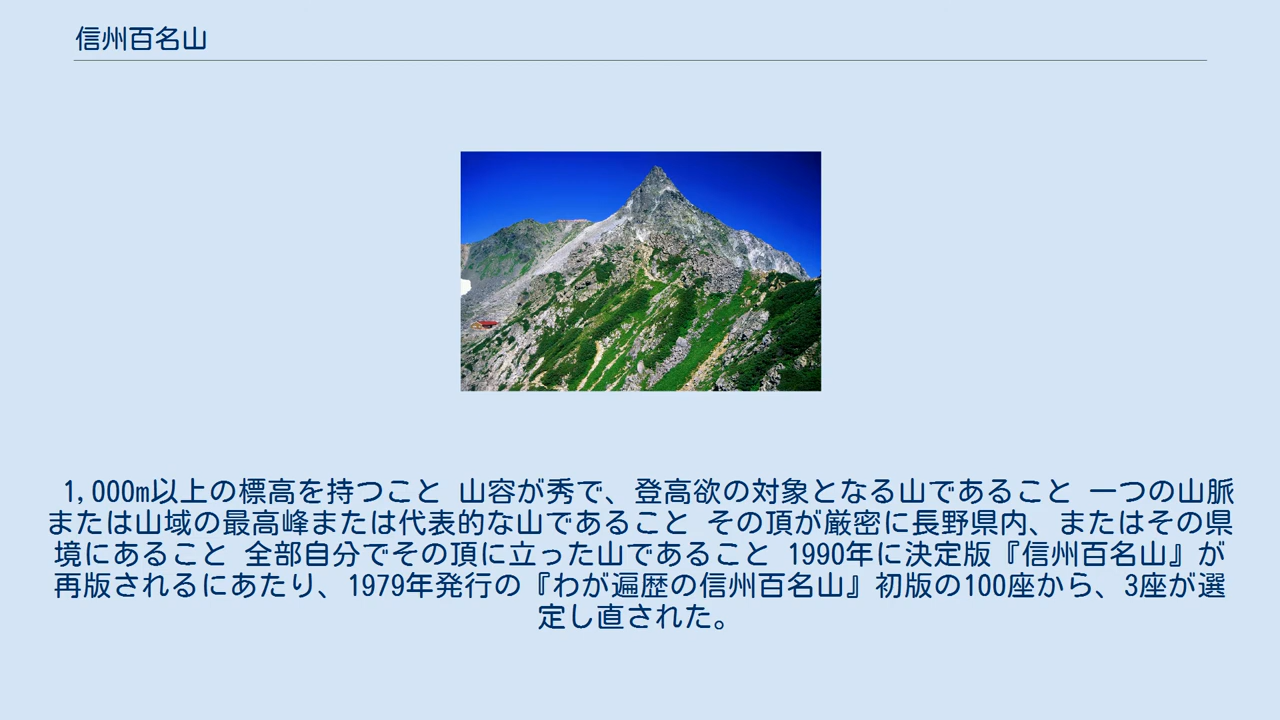 信州百名山
1,000m以上の標高を持つこと 山容が秀で、登高欲の対象となる山であること 一つの山脈
または山域の最高峰または代表的な山であること その頂が厳密に長野県内、またはその県
境にあること 全部自分でその頂に立った山であること 1990年に決定版『信州百名山』が
再版されるにあたり、1979年発行の『わが遍歴の信州百名山』初版の100座から、3座が選
定し直された。